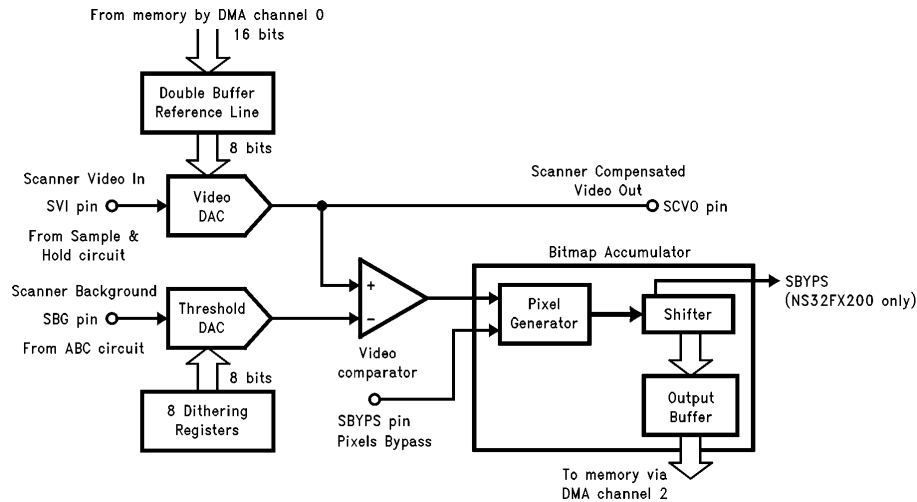 From memory by DMA channel 0
16 bits
Double Buffer
Reference Line
8 bits
Scanner Video In
SVI pin
From Sample &
Hold circuit
Video
DAC
Scanner Compensated
Video Out
SCVO pin
Scanner Background
SBG pin
From ABC circuit
Threshold
DAC
8 bits
8 Dithering
Registers
+
−
Video
comparator
SBYPS pin
Pixels Bypass
Bitmap Accumulator
Pixel
Generator
Shifter
SBYPS
(NS32FX200 only)
Output
Buffer
To memory via
DMA channel 2